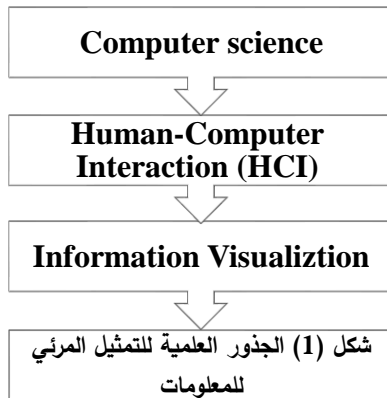 Computer science
Human-Computer
Interaction (HCI)
Information Visualiztion
شكل (1) الجذور العلمية للتمثيل المرئي
للمعلومات